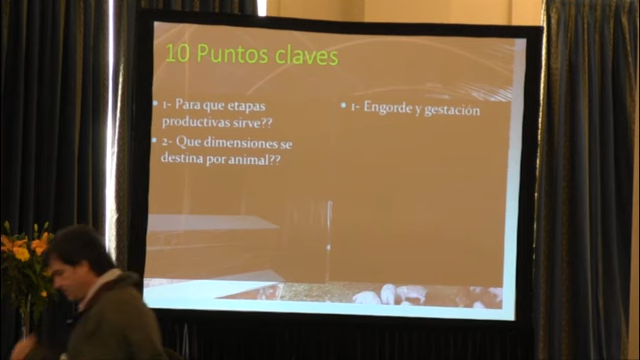 10 Puntos claves
• 1- Para que etapas
productivas sirve??
• 2- Que dimensiones se
destina por animal??
• 1- Engorde y gestación